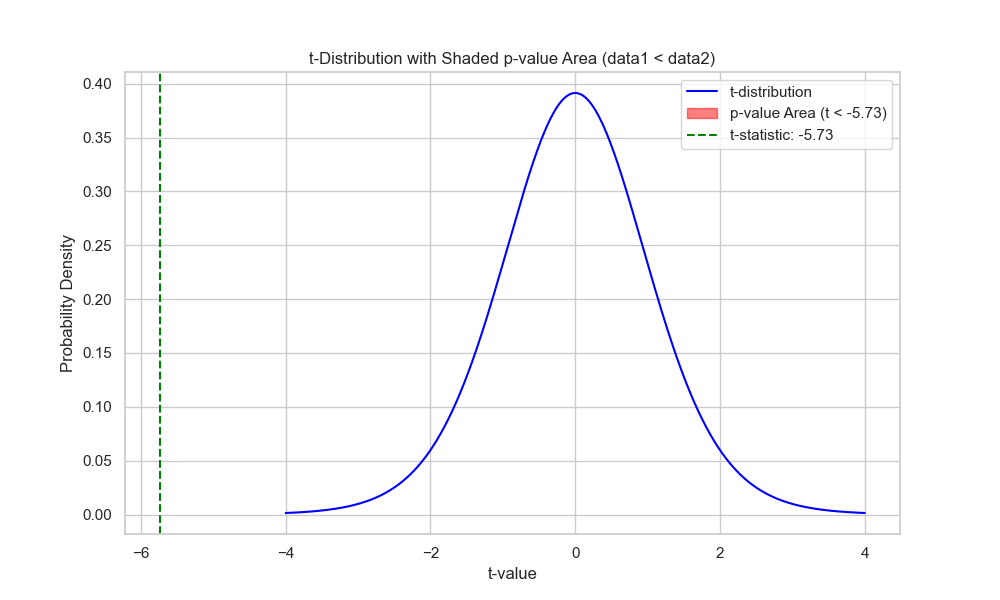 t-Distribution with Shaded p-value Area (data1 < data2)
t-distribution
p-value Area (t < -5.73)
t-statistic: -5.73
Probability Density
0.40
0.35
0.30
0.25
0.20
0.15
0.10
0.05
0.00
−6 −4 −2 0 2 4
t-value